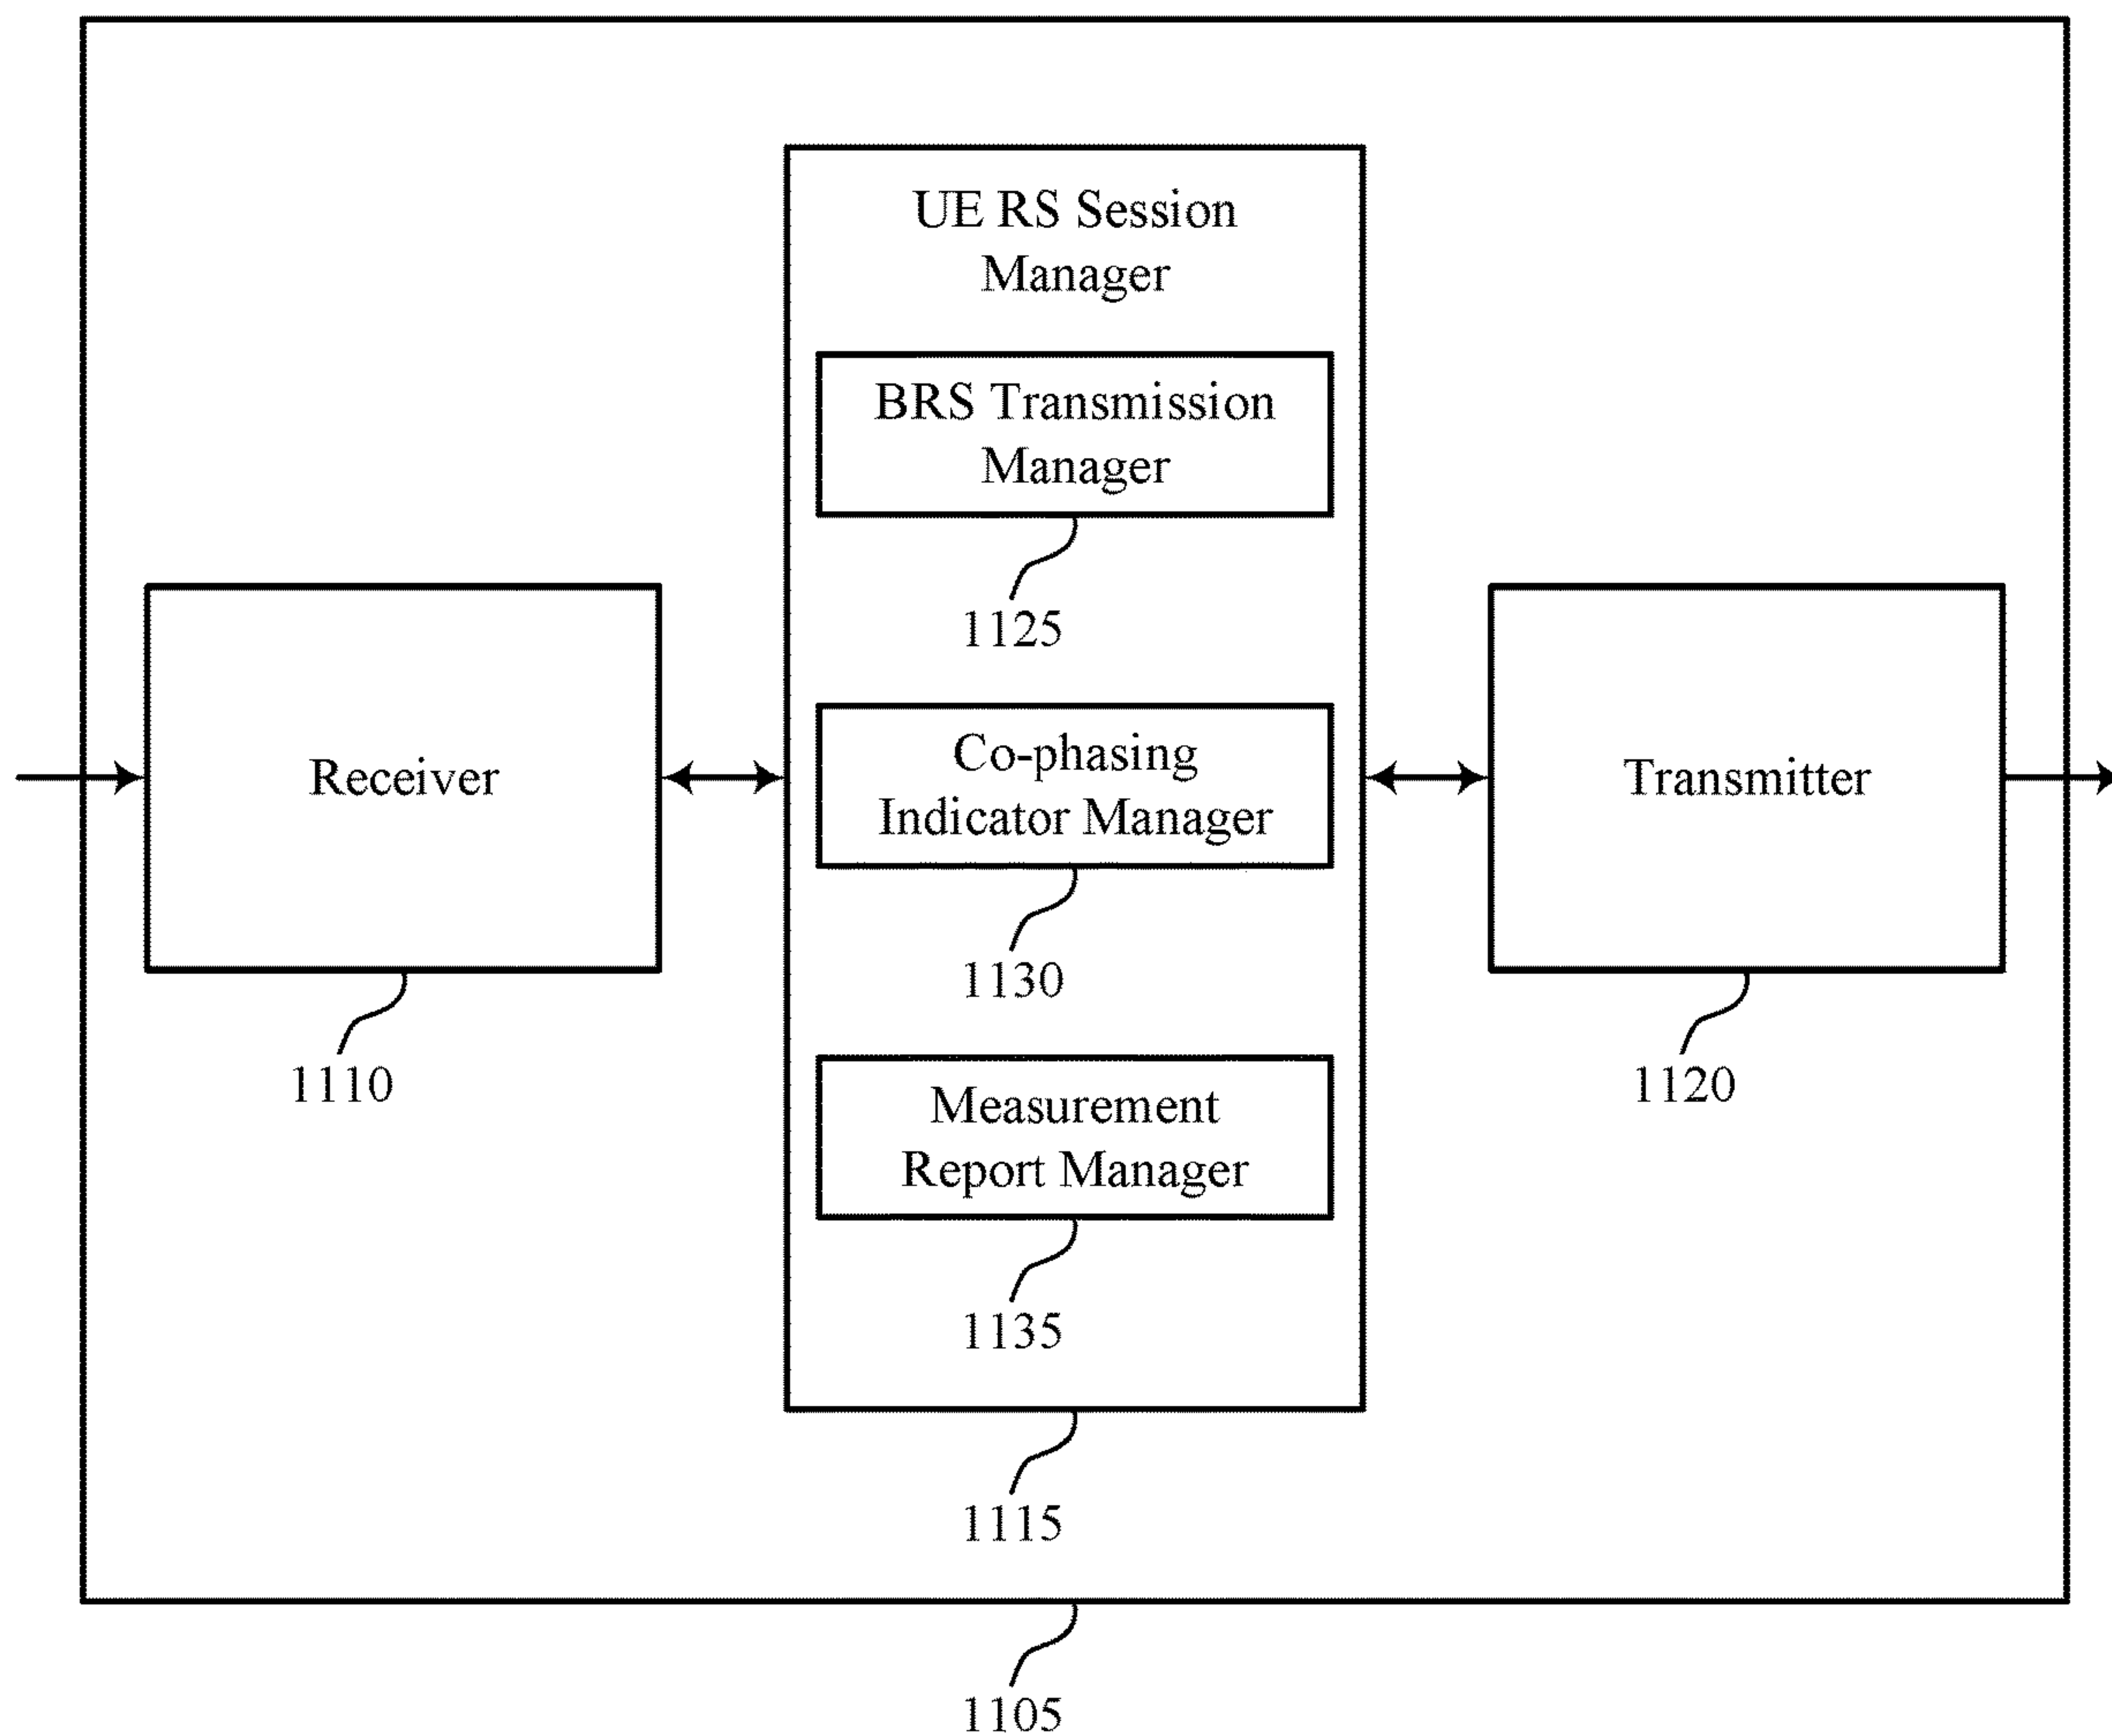 UE RS Session
Manager
BRS Transmission
Manager
1125
Receiver
1110
Co-phasing
Indicator Manager
1130
Transmitter
1120
Measurement
Report Manager
1135
1115
1105